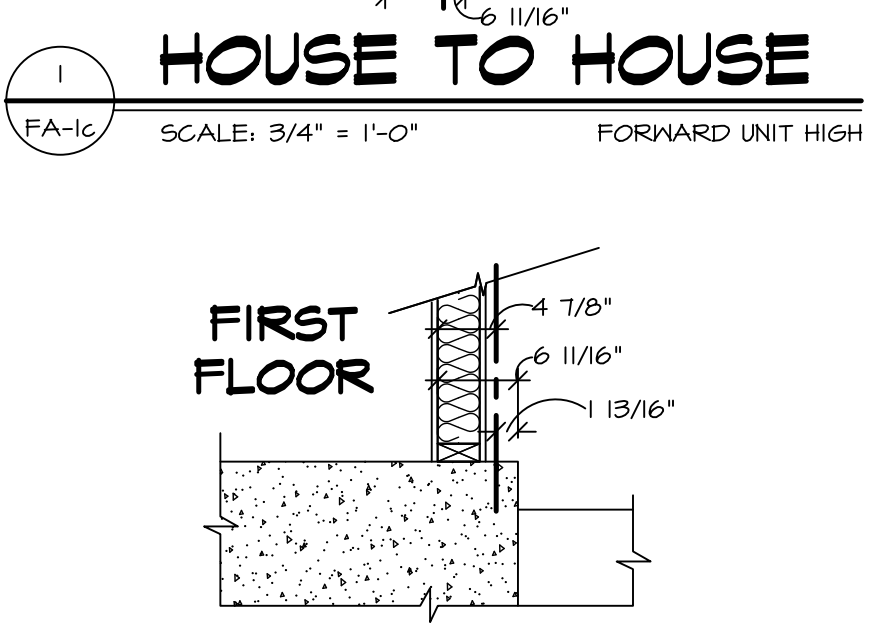 6 11/16"
HOUSE TO HOUSE
1
FA-1c
SCALE: 3/4" = 1'-0"
FORWARD UNIT HIGH
FIRST
FLOOR
4 7/8"
6 11/16"
1 13/16"